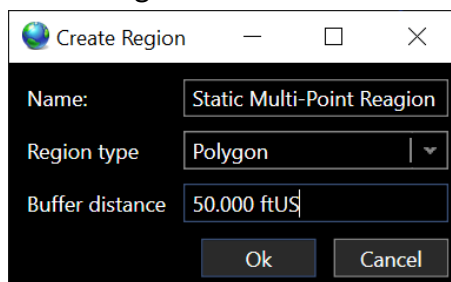 Create Region
Name: Static Multi-Point Reagion
Region type Polygon
Buffer distance 50.000 ftUS
Ok Cancel